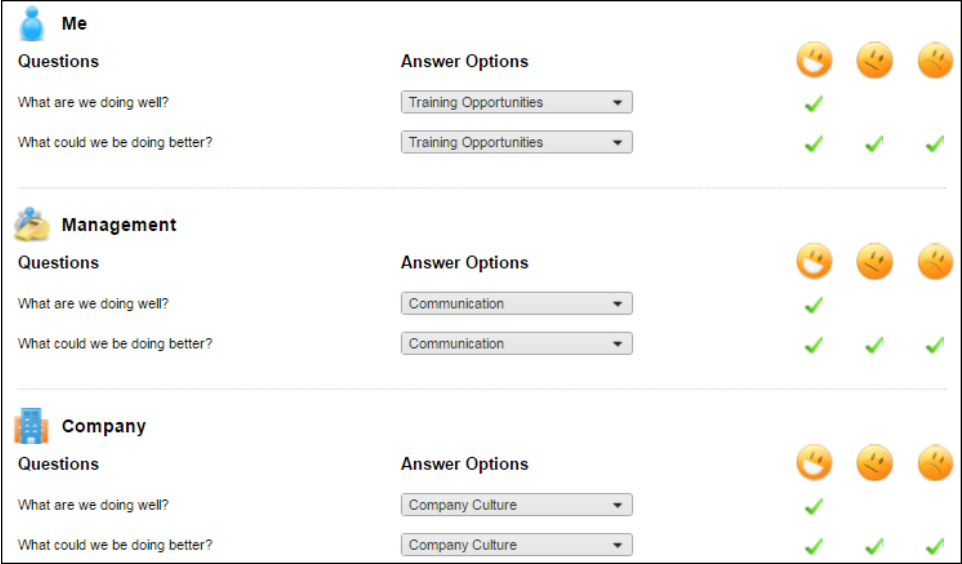 Me
Questions Answer Options
What are we doing well? Training Opportunities
What could we be doing better? Training Opportunities
Management
Questions Answer Options
What are we doing well? Communication
What could we be doing better? Communication
Company
Questions Answer Options
What are we doing well? Company Culture
What could we be doing better? Company Culture